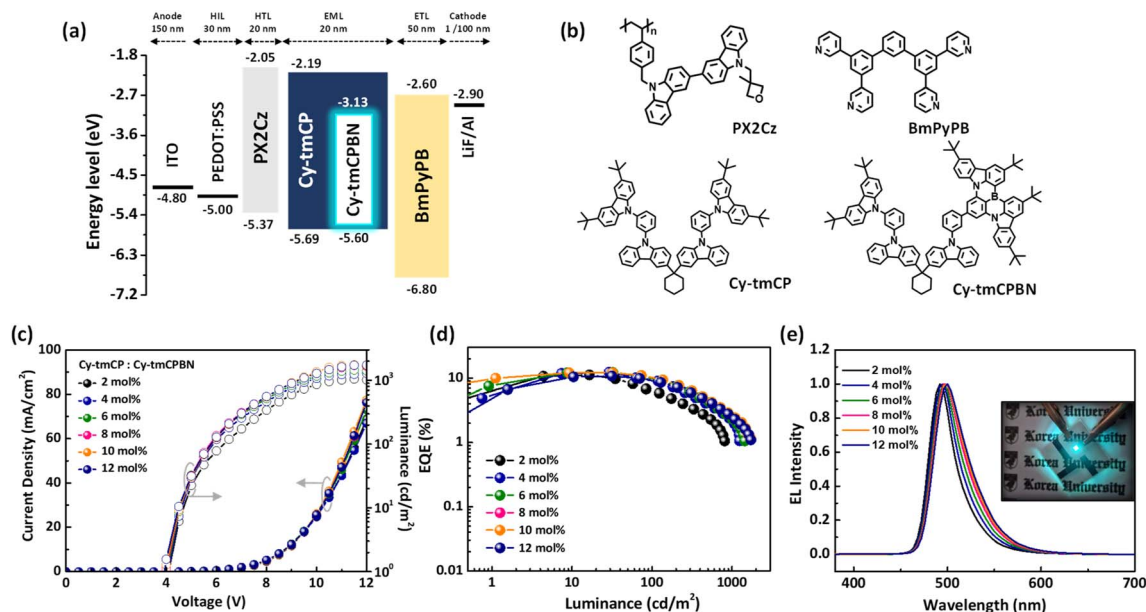 (a)
Anode HIL HTL EML ETL Cathode
150 nm 30 nm 20 nm 20 nm 50 nm 1 /100 nm
Energy level (eV)
-1.8
-2.7
-3.6
-4.5
-5.4
-6.3
-7.2
ITO
-4.80
PEDOT:PSS
-5.00
-2.05
PX2Cz
-5.37
-2.19
Cy-tmCP
-5.69
-3.13
Cy-tmCPBN
-5.60
-2.60
BmPyPB
-6.80
-2.90
LiF/Al
(b)
n
N
N
O
PX2Cz
N
N
N
N
BmPyPB
N
N
N
N
Cy-tmCP
N
N
N
N
B
N
Cy-tmCPBN
(c)
Current Density (mA/cm²)
100
90
80
70
60
50
40
30
20
10
0
Cy-tmCP : Cy-tmCPBN
2 mol%
4 mol%
6 mol%
8 mol%
10 mol%
12 mol%
10³
10²
10¹
10⁰
Luminance (cd/m²)
0 2 4 6 8 10 12
Voltage (V)
(d)
EQE (%)
10
1
0.1
0.01
2 mol%
4 mol%
6 mol%
8 mol%
10 mol%
12 mol%
1 10 100 1000
Luminance (cd/m²)
(e)
EL Intensity
1.2
1.0
0.8
0.6
0.4
0.2
0.0
2 mol%
4 mol%
6 mol%
8 mol%
10 mol%
12 mol%
Korea University
Korea University
Korea University
Korea University
400 500 600 700
Wavelength (nm)